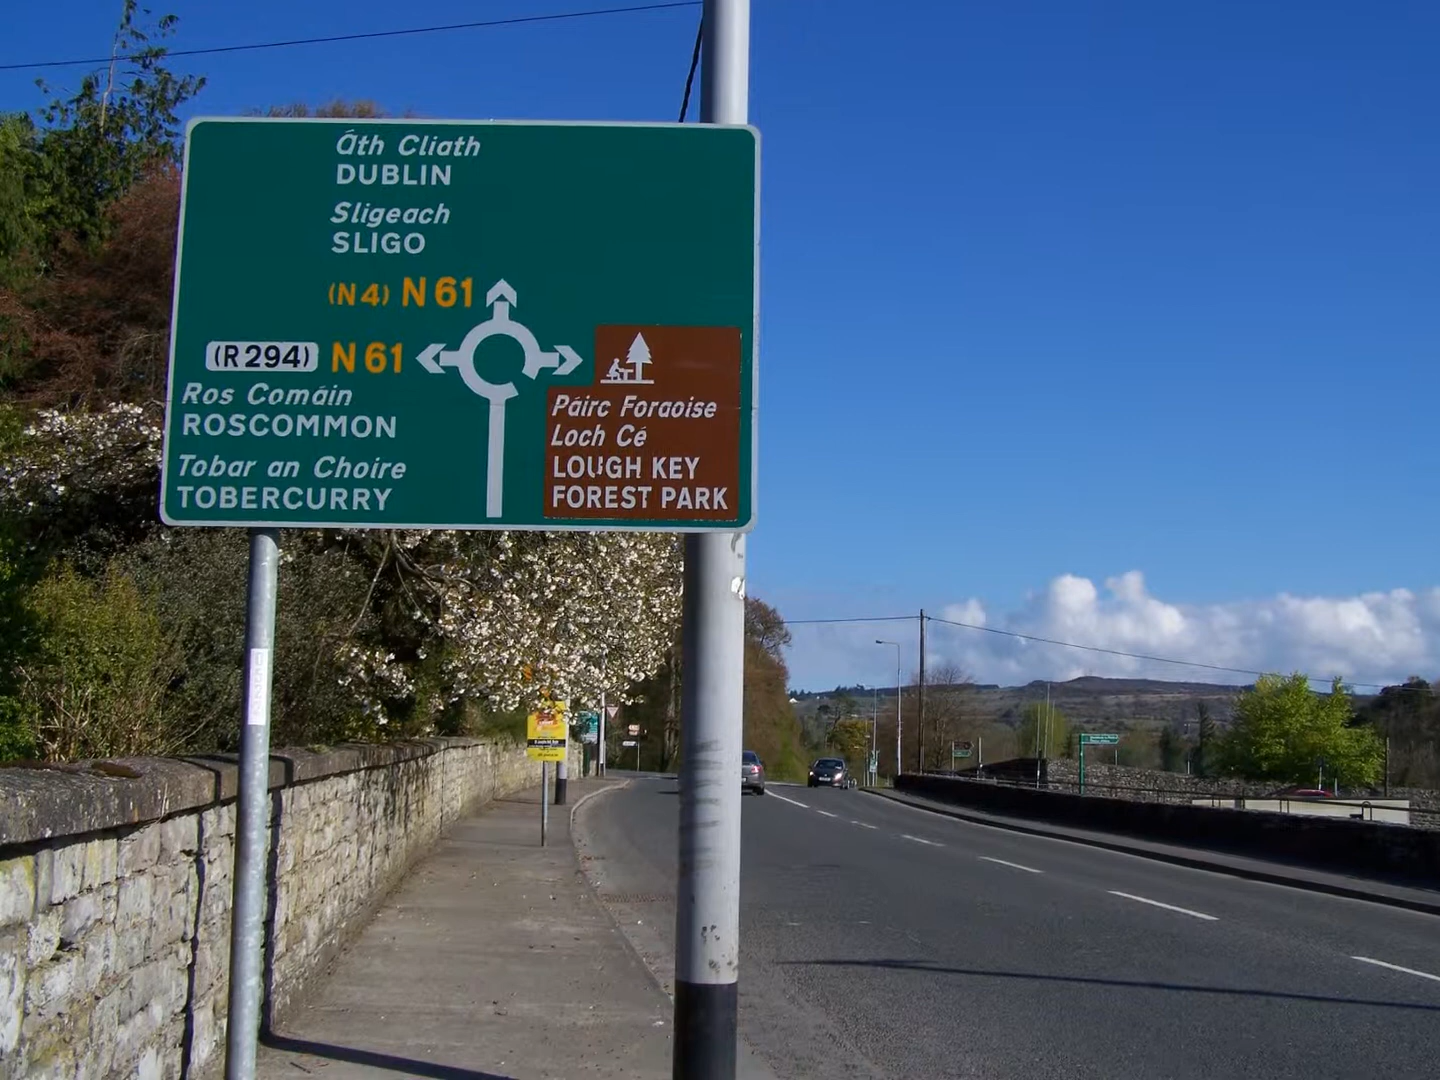 Áth Cliath
DUBLIN
Sligeach
SLIGO
(N4) N61
(R294) N61
Ros Comáin
ROSCOMMON
Tobar an Choire
TOBERCURRY
Páirc Foraoise
Loch Cé
LOUGH KEY
FOREST PARK